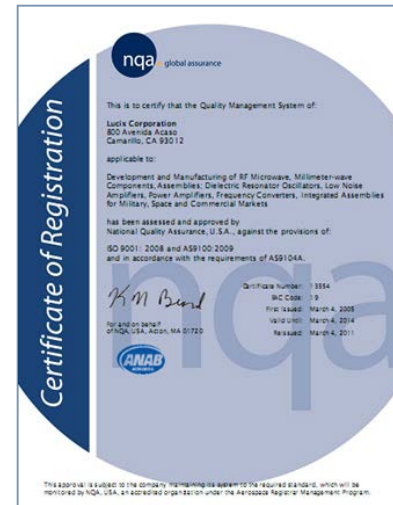 nqa. global assurance
Certificate of Registration
This is to certify that the Quality Management System of:
Lucix Corporation
800 Avenida Acaso
Camarillo, CA 93012
applicable to:
Development and Manufacturing of RF Microwave, Millimeter-wave
Components, Assemblies; Dielectric Resonator Oscillators, Low Noise
Amplifiers, Power Amplifiers, Frequency Converters, Integrated Assemblies
for Military, Space and Commercial Markets
has been assessed and approved by
National Quality Assurance, U.S.A., against the provisions of:
ISO 9001: 2008 and AS9100:2009
and in accordance with the requirements of AS9104A.
nqa
Certificate Number: 13554
EAC Code: 19
First Issued: March 4, 2005
Valid Until: March 4, 2014
Reissued: March 4, 2011
K M Beard
for and on behalf
of NQA, USA, Acton, MA 01720
ANAB
This approval is subject to the company maintaining its system to the required standard, which will be
monitored by NQA, USA, an accredited organization under the Aerospace Registrar Management Program.